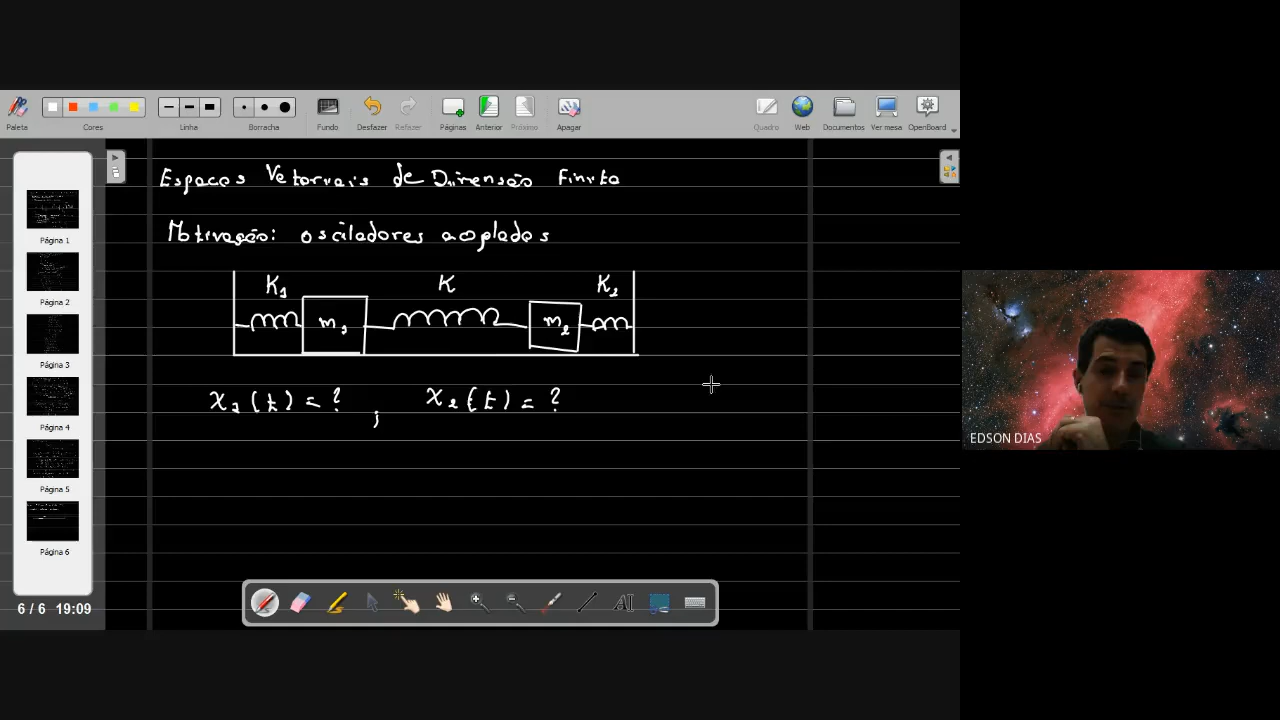 Paleta Cores Linha Borracha Fundo Desfazer Refazer Páginas Anterior Próximo Apagar Quadro Web Documentos Ver mesa OpenBoard
Espaços Vetoriais de Dimensão Finita
Motivação: osciladores acoplados
K₁ K K₂
m₁ m₂
x₁(t) = ? ; x₂(t) = ?
Página 1
Página 2
Página 3
Página 4
Página 5
Página 6
6 / 6 19:09
AI
EDSON DIAS